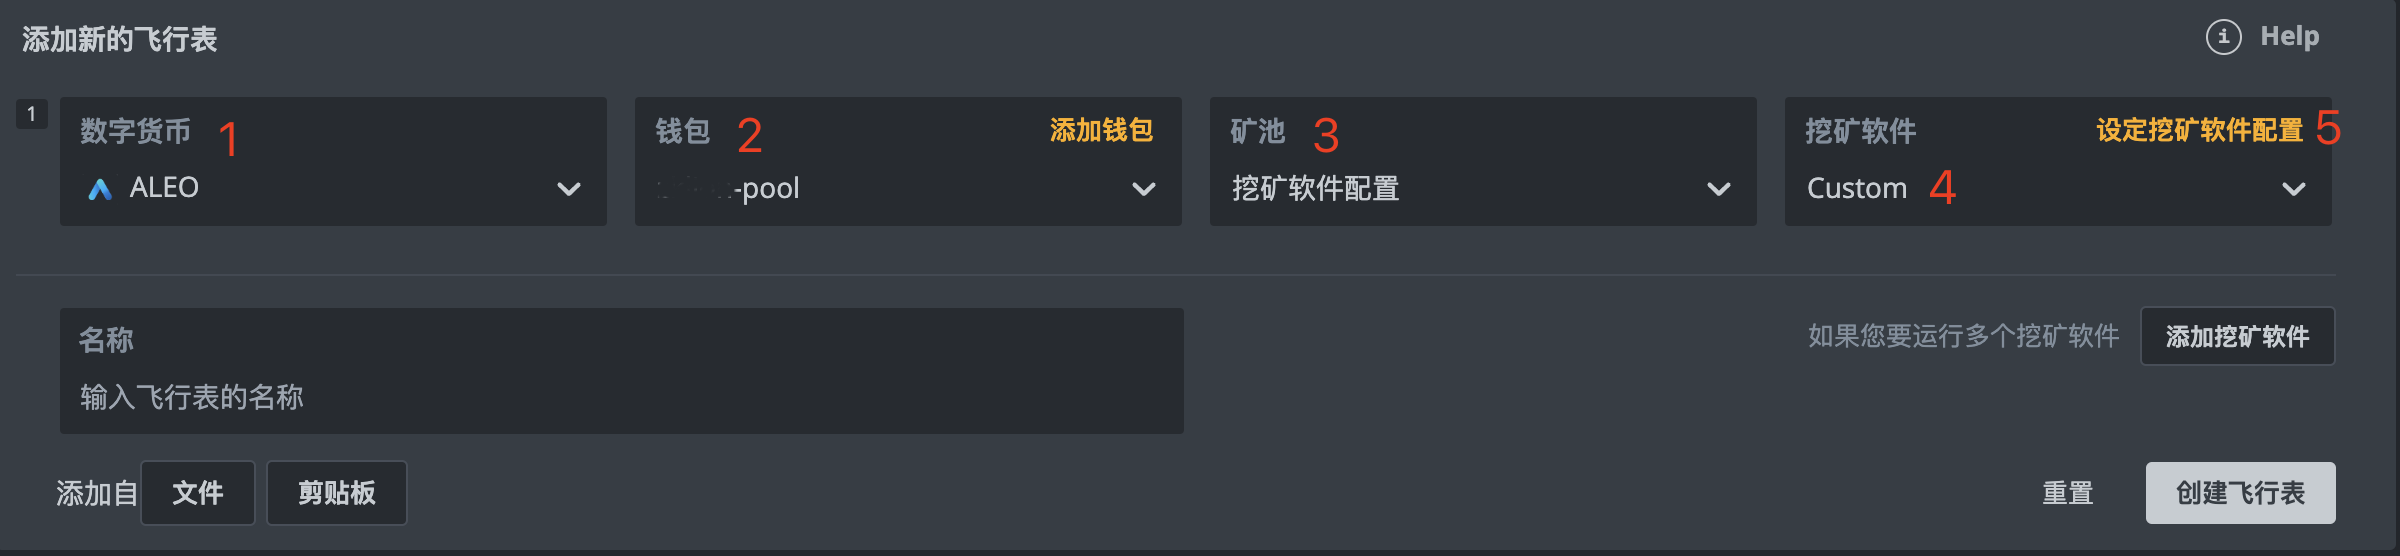 添加新的飞行表
Help
1
数字货币 1
ALEO
钱包 2 添加钱包
-pool
矿池 3
挖矿软件配置
挖矿软件 设定挖矿软件配置 5
Custom 4
名称
输入飞行表的名称
如果您要运行多个挖矿软件 添加挖矿软件
添加自 文件 剪贴板
重置 创建飞行表